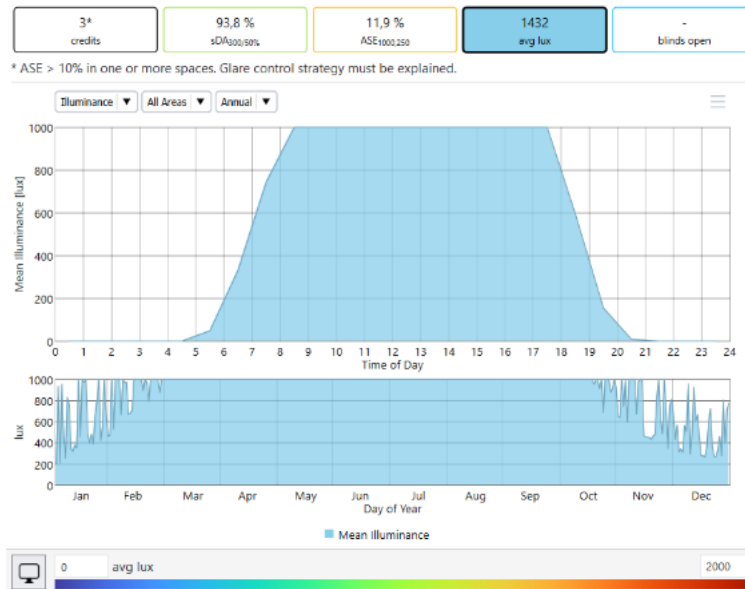 3* 93,8 % 11,9 % 1432 -
credits sDA300/50% ASE1000,250 avg lux blinds open
* ASE > 10% in one or more spaces. Glare control strategy must be explained.
Illuminance ▼ All Areas ▼ Annual ▼
1000
800
600
400
200
0
Mean Illuminance [lux]
0 1 2 3 4 5 6 7 8 9 10 11 12 13 14 15 16 17 18 19 20 21 22 23 24
Time of Day
1000
800
600
400
200
0
lux
Jan Feb Mar Apr May Jun Jul Aug Sep Oct Nov Dec
Day of Year
Mean Illuminance
0 avg lux 2000